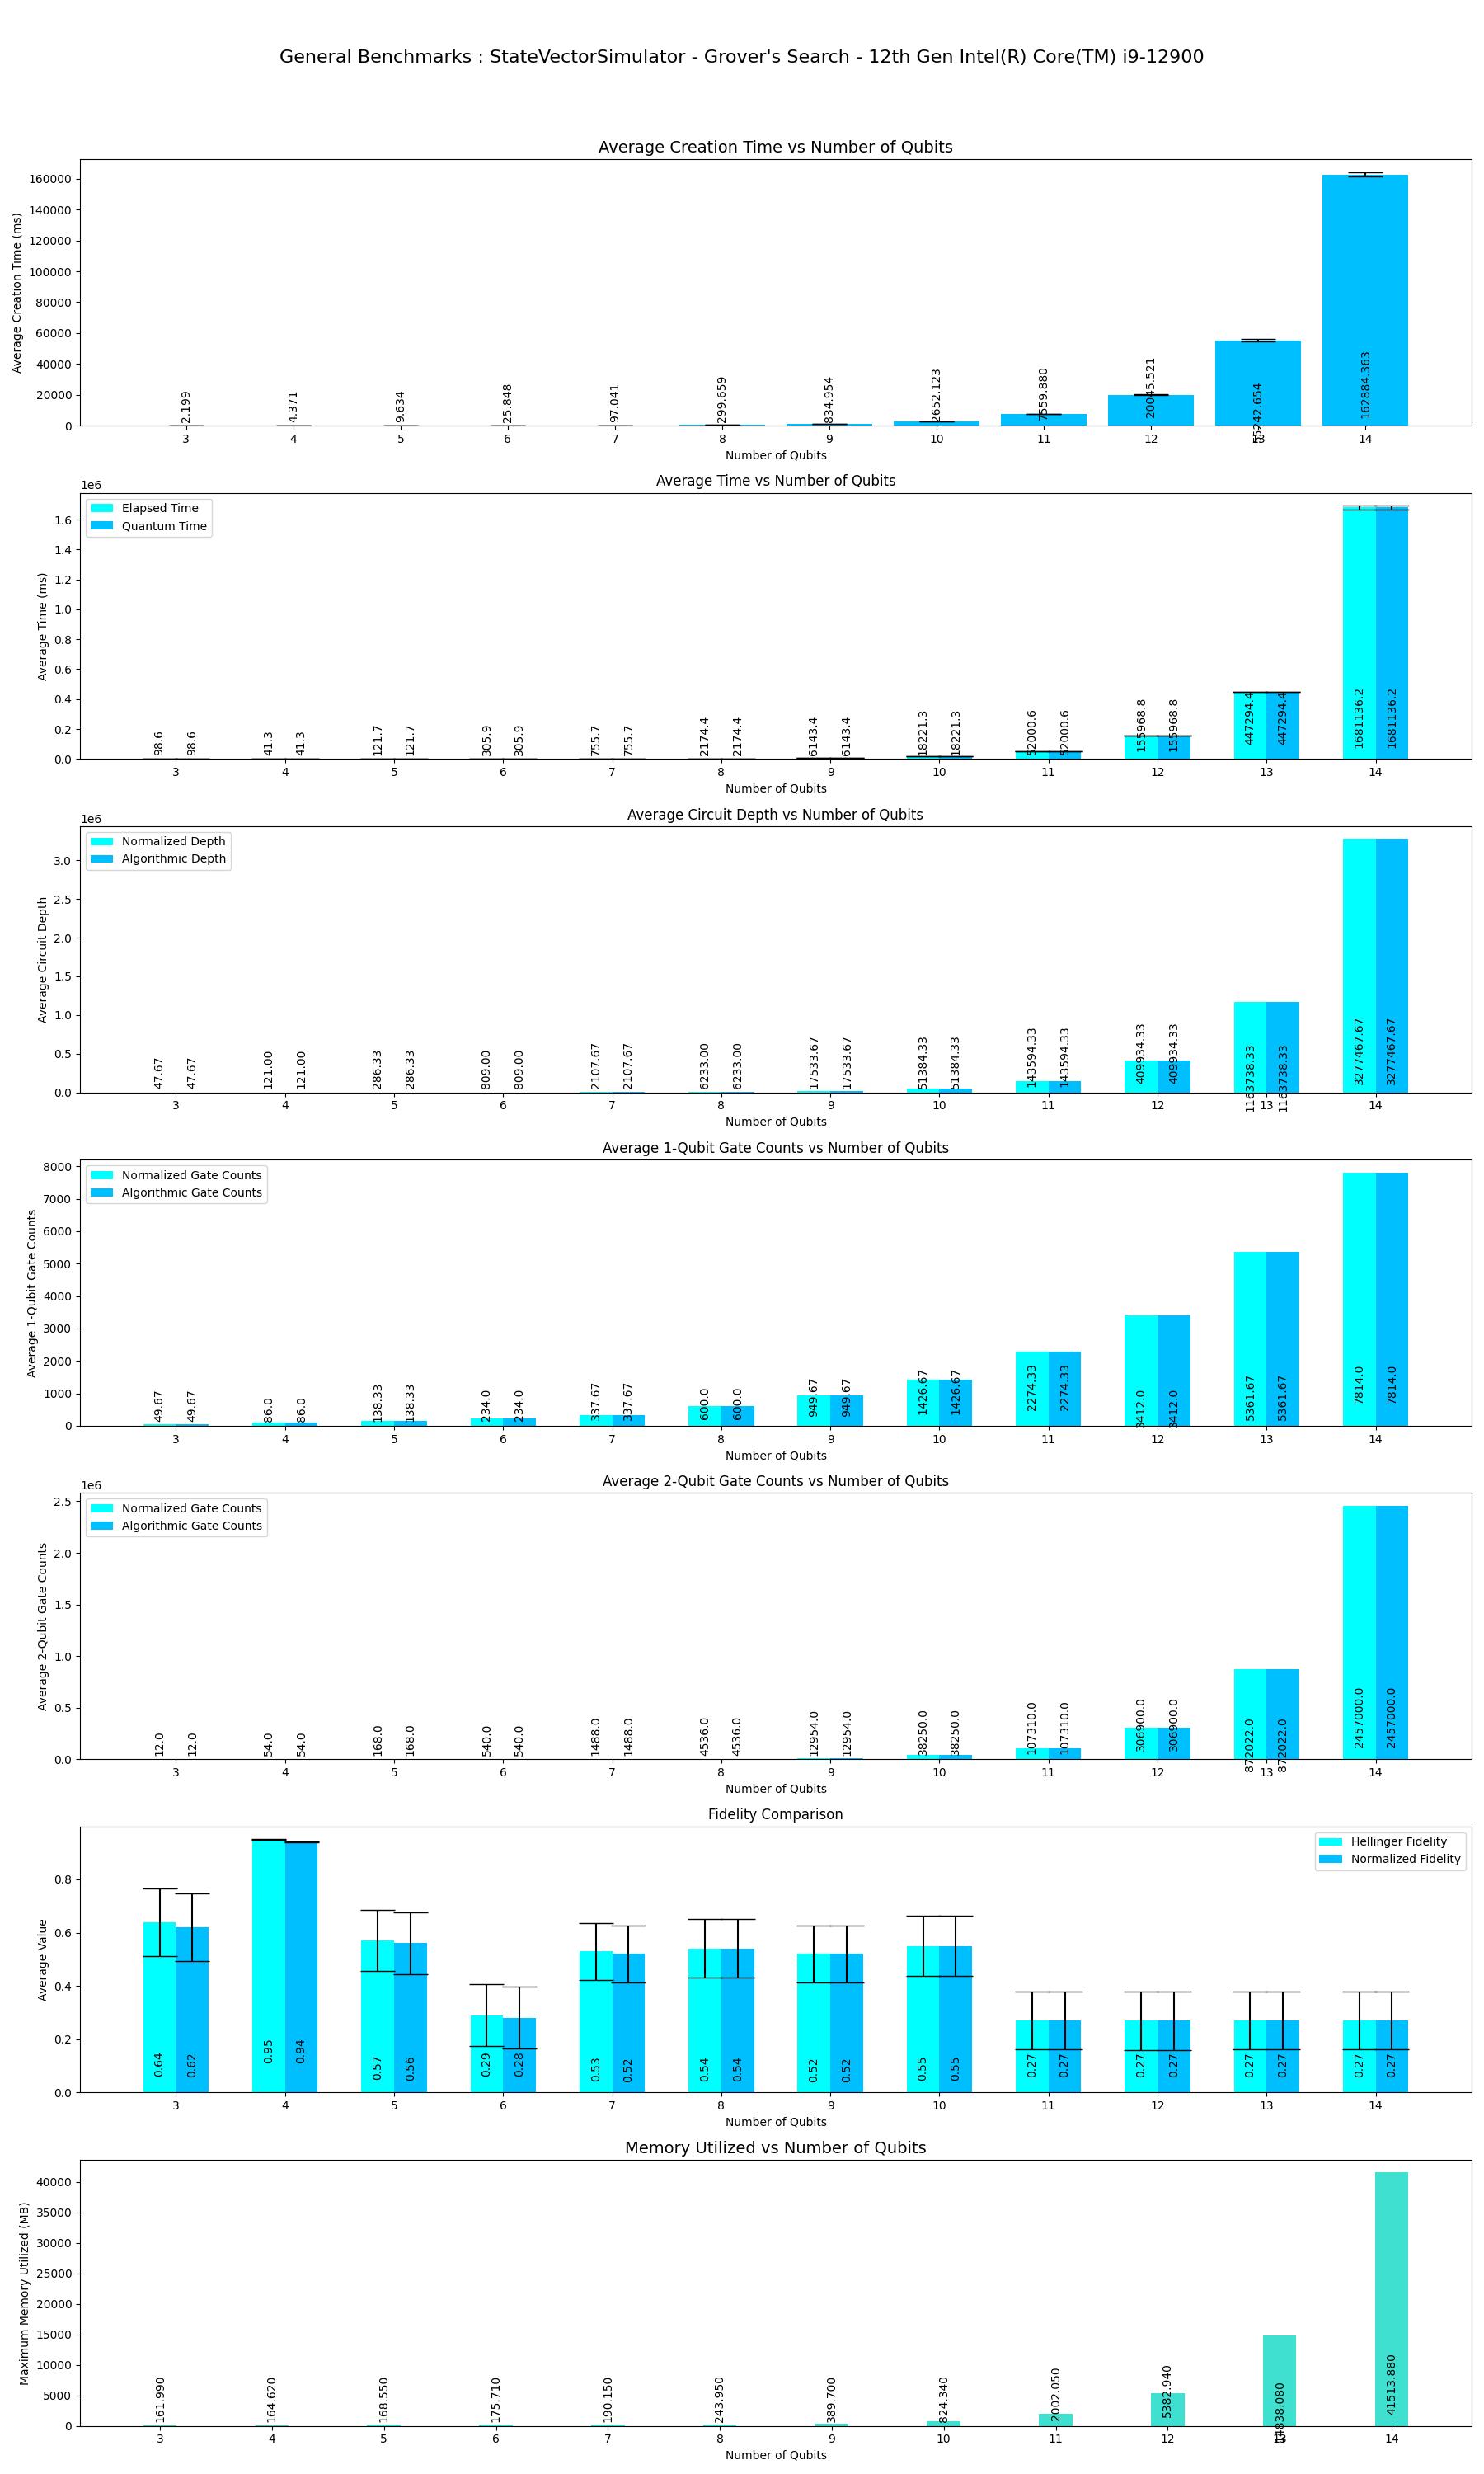 General Benchmarks : StateVectorSimulator - Grover's Search - 12th Gen Intel(R) Core(TM) i9-12900
Average Creation Time vs Number of Qubits
Average Creation Time (ms)
160000
140000
120000
100000
80000
60000
40000
20000
0
2.199 4.371 9.634 25.848 97.041 299.659 834.954 2652.123 7559.880 20045.521 55242.654 162884.363
3 4 5 6 7 8 9 10 11 12 13 14
Number of Qubits
Average Time vs Number of Qubits
1e6
Elapsed Time
Quantum Time
Average Time (ms)
1.6
1.4
1.2
1.0
0.8
0.6
0.4
0.2
0.0
98.6 98.6 41.3 41.3 121.7 121.7 305.9 305.9 755.7 755.7 2174.4 2174.4 6143.4 6143.4 18221.3 18221.3 52000.6 52000.6 155968.8 155968.8 447294.4 447294.4 1681136.2 1681136.2
3 4 5 6 7 8 9 10 11 12 13 14
Number of Qubits
Average Circuit Depth vs Number of Qubits
1e6
Normalized Depth
Algorithmic Depth
Average Circuit Depth
3.0
2.5
2.0
1.5
1.0
0.5
0.0
47.67 47.67 121.00 121.00 286.33 286.33 809.00 809.00 2107.67 2107.67 6233.00 6233.00 17533.67 17533.67 51384.33 51384.33 143594.33 143594.33 409934.33 409934.33 1163738.33 1163738.33 3277467.67 3277467.67
3 4 5 6 7 8 9 10 11 12 13 14
Number of Qubits
Average 1-Qubit Gate Counts vs Number of Qubits
Normalized Gate Counts
Algorithmic Gate Counts
Average 1-Qubit Gate Counts
8000
7000
6000
5000
4000
3000
2000
1000
0
49.67 49.67 86.0 86.0 138.33 138.33 234.0 234.0 337.67 337.67 600.0 600.0 949.67 949.67 1426.67 1426.67 2274.33 2274.33 3412.0 3412.0 5361.67 5361.67 7814.0 7814.0
3 4 5 6 7 8 9 10 11 12 13 14
Number of Qubits
Average 2-Qubit Gate Counts vs Number of Qubits
1e6
Normalized Gate Counts
Algorithmic Gate Counts
Average 2-Qubit Gate Counts
2.5
2.0
1.5
1.0
0.5
0.0
12.0 12.0 54.0 54.0 168.0 168.0 540.0 540.0 1488.0 1488.0 4536.0 4536.0 12954.0 12954.0 38250.0 38250.0 107310.0 107310.0 306900.0 306900.0 872022.0 872022.0 2457000.0 2457000.0
3 4 5 6 7 8 9 10 11 12 13 14
Number of Qubits
Fidelity Comparison
Hellinger Fidelity
Normalized Fidelity
Average Value
0.8
0.6
0.4
0.2
0.0
0.64 0.62 0.95 0.94 0.57 0.56 0.29 0.28 0.53 0.52 0.54 0.54 0.52 0.52 0.55 0.55 0.27 0.27 0.27 0.27 0.27 0.27 0.27 0.27
3 4 5 6 7 8 9 10 11 12 13 14
Number of Qubits
Memory Utilized vs Number of Qubits
Maximum Memory Utilized (MB)
40000
35000
30000
25000
20000
15000
10000
5000
0
161.990 164.620 168.550 175.710 190.150 243.950 389.700 824.340 2002.050 5382.940 14838.080 41513.880
3 4 5 6 7 8 9 10 11 12 13 14
Number of Qubits